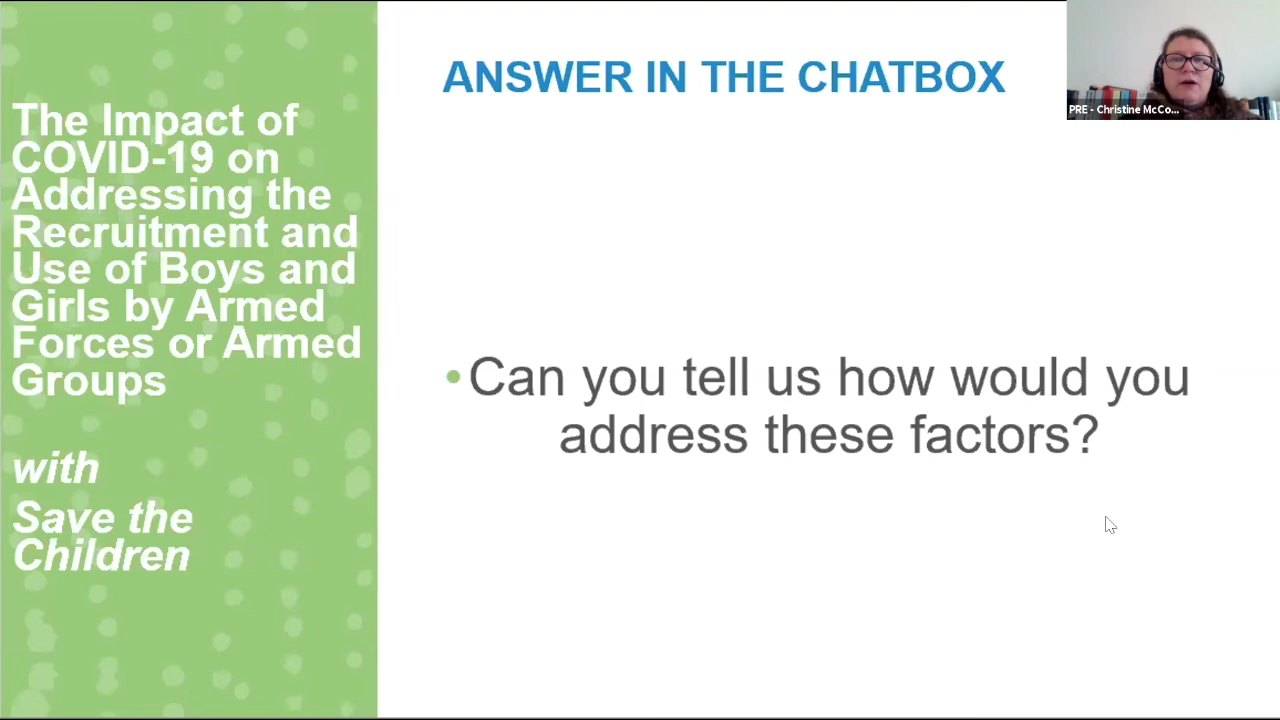 The Impact of
COVID-19 on
Addressing the
Recruitment and
Use of Boys and
Girls by Armed
Forces or Armed
Groups
with
Save the
Children
ANSWER IN THE CHATBOX
•Can you tell us how would you
address these factors?
PRE - Christine McCo...